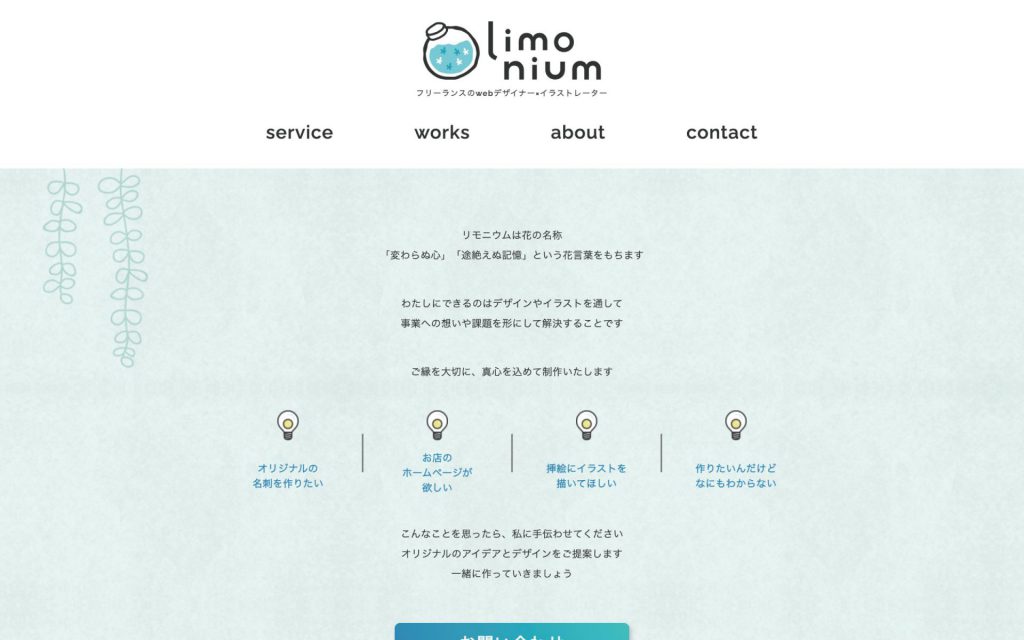 limo
nium
フリーランスのwebデザイナー×イラストレーター
service works about contact
リモニウムは花の名称
「変わらぬ心」「途絶えぬ記憶」という花言葉をもちます
わたしにできるのはデザインやイラストを通して
事業への想いや課題を形にして解決することです
ご縁を大切に、真心を込めて制作いたします
オリジナルの
名刺を作りたい
お店の
ホームページが
欲しい
挿絵にイラストを
描いてほしい
作りたいんだけど
なにもわからない
こんなことを思ったら、私に手伝わせてください
オリジナルのアイデアとデザインをご提案します
一緒に作っていきましょう
お問い合わせ